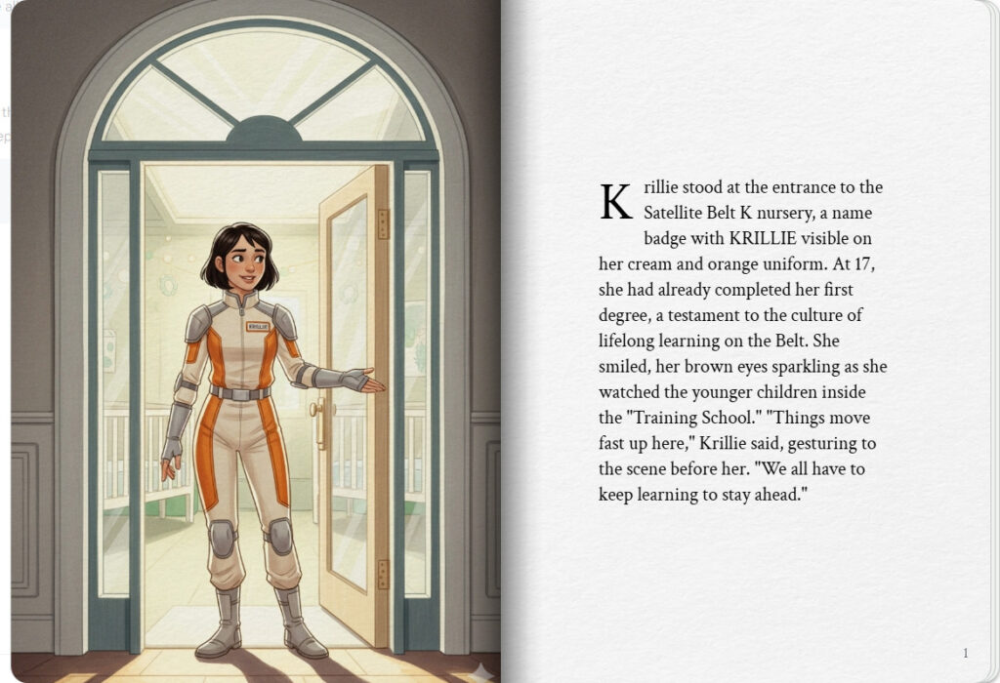 KRILLIE
Krillie stood at the entrance to the
Satellite Belt K nursery, a name
badge with KRILLIE visible on
her cream and orange uniform. At 17,
she had already completed her first
degree, a testament to the culture of
lifelong learning on the Belt. She
smiled, her brown eyes sparkling as she
watched the younger children inside
the "Training School." "Things move
fast up here," Krillie said, gesturing to
the scene before her. "We all have to
keep learning to stay ahead."
1